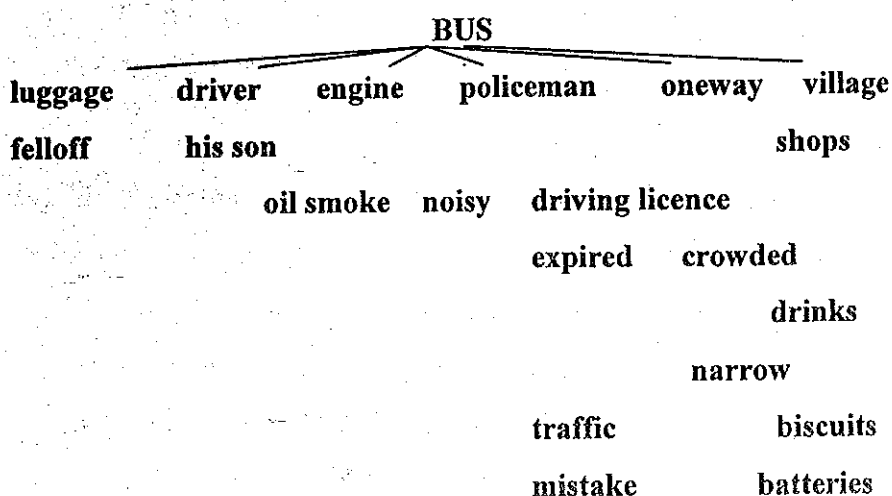 BUS
luggage driver engine policeman oneway village
felloff his son shops
oil smoke noisy driving licence
expired crowded
drinks
narrow
traffic biscuits
mistake batteries